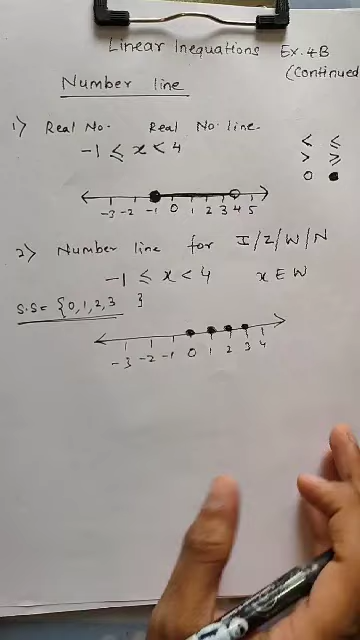 Linear Inequations Ex. 4B
(Continued
Number line
1) Real No. Real No. line.
-1 ≤ x < 4
< ≤
> ≥
○ ●
-3 -2 -1 0 1 2 3 4 5
2) Number line for I/Z/W/N
-1 ≤ x < 4 x ∈ W
S.S = {0,1,2,3 }
-3 -2 -1 0 1 2 3 4